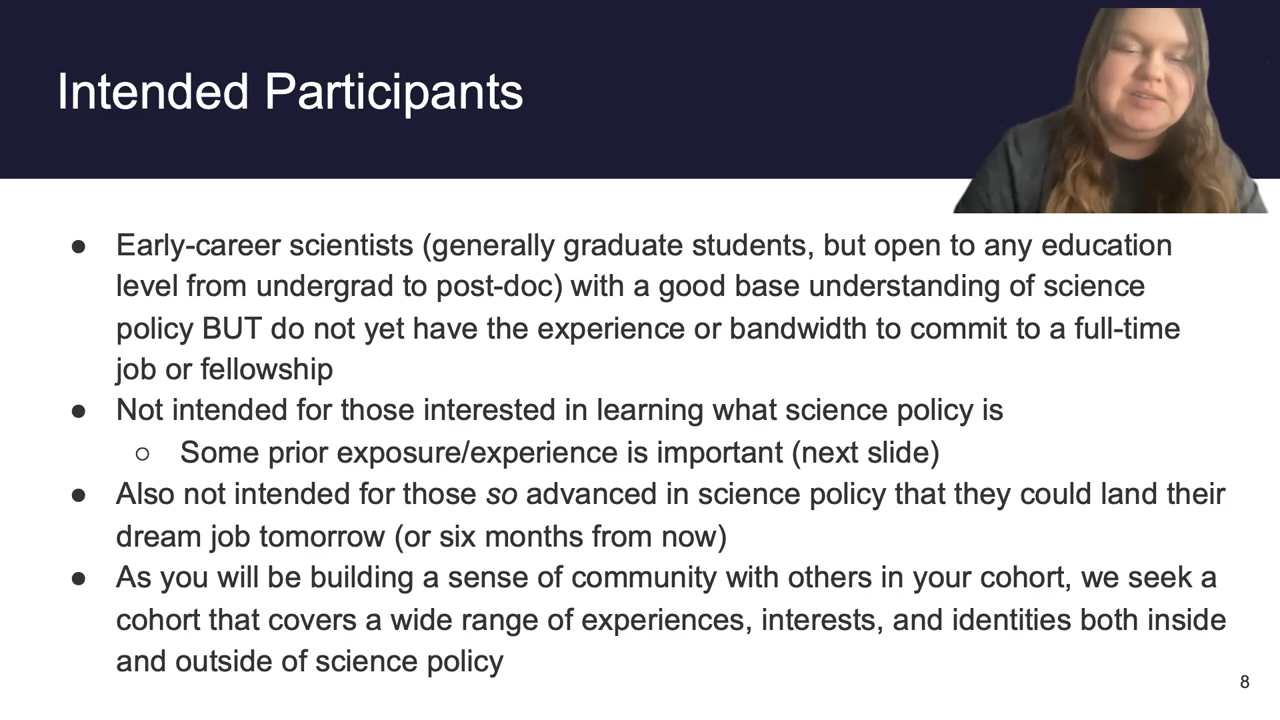 Intended Participants
● Early-career scientists (generally graduate students, but open to any education
level from undergrad to post-doc) with a good base understanding of science
policy BUT do not yet have the experience or bandwidth to commit to a full-time
job or fellowship
● Not intended for those interested in learning what science policy is
○ Some prior exposure/experience is important (next slide)
● Also not intended for those so advanced in science policy that they could land their
dream job tomorrow (or six months from now)
● As you will be building a sense of community with others in your cohort, we seek a
cohort that covers a wide range of experiences, interests, and identities both inside
and outside of science policy
8